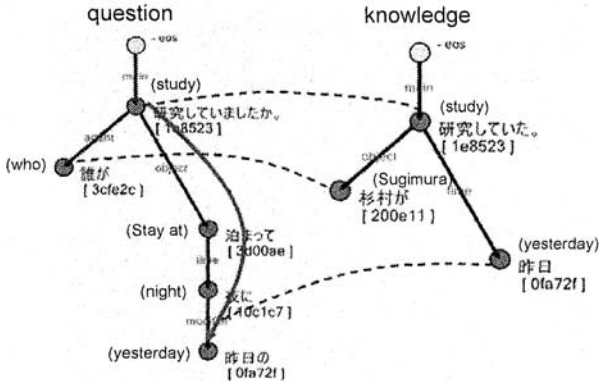 question
knowledge
- eos
- eos
main
main
(study)
研究していましたか。
[ 1e8523]
(study)
研究していた。
[ 1e8523]
agent
object
(who)
誰が
[ 3cfe2c]
object
(Sugimura)
杉村が
[ 200e11]
time
(Stay at)
泊まって
[ 3d00ae]
time
(night)
夜に
[ 10c1c7]
(yesterday)
昨日の
[ 0fa72f]
(yesterday)
昨日
[ 0fa72f]